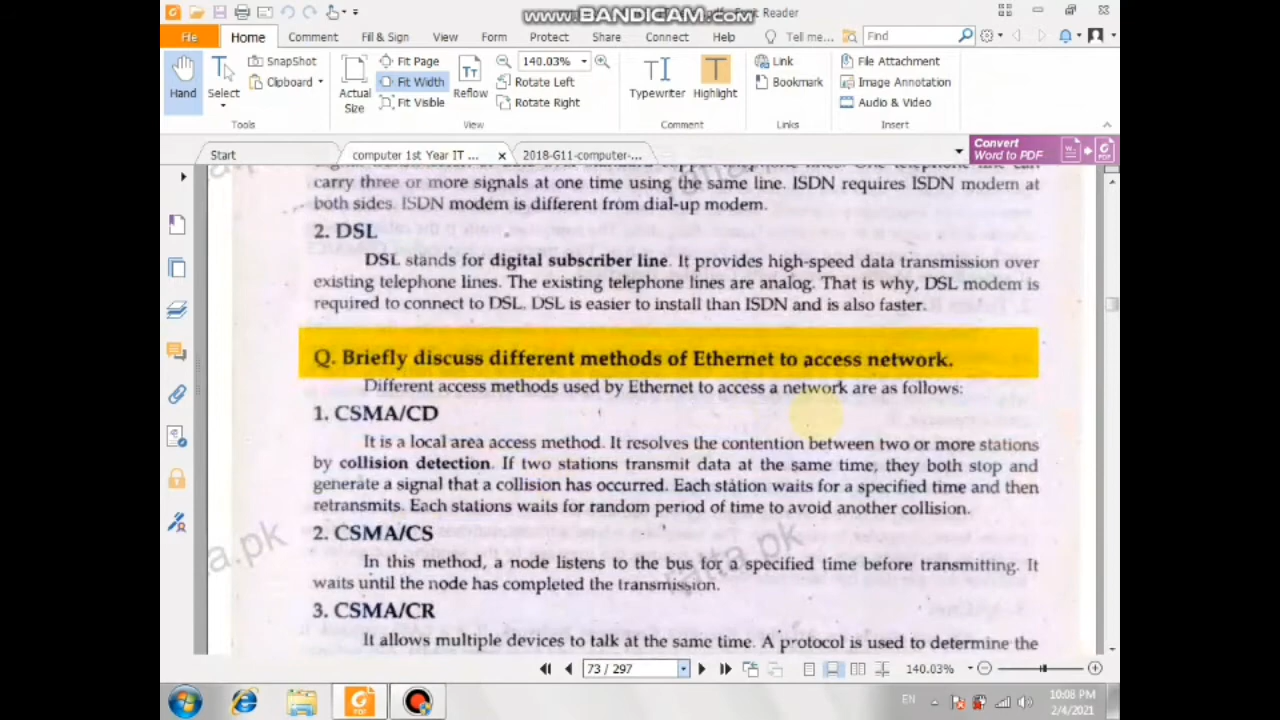 www.BANDICAM.com
Reader
File
Home
Comment
Fill & Sign
View
Form
Protect
Share
Connect
Help
Tell me...
Find
Hand
Select
SnapShot
Clipboard
Actual Size
Fit Page
Fit Width
Fit Visible
Reflow
140.03%
Rotate Left
Rotate Right
Typewriter
Highlight
Link
Bookmark
File Attachment
Image Annotation
Audio & Video
Tools
View
Comment
Links
Insert
Start
computer 1st Year IT ...
2018-G11-computer-...
Convert
Word to PDF
carry three or more signals at one time using the same line. ISDN requires ISDN modem at
both sides. ISDN modem is different from dial-up modem.
2. DSL
DSL stands for digital subscriber line. It provides high-speed data transmission over
existing telephone lines. The existing telephone lines are analog. That is why, DSL modem is
required to connect to DSL. DSL is easier to install than ISDN and is also faster.
Q. Briefly discuss different methods of Ethernet to access network.
Different access methods used by Ethernet to access a network are as follows:
1. CSMA/CD
It is a local area access method. It resolves the contention between two or more stations
by collision detection. If two stations transmit data at the same time, they both stop and
generate a signal that a collision has occurred. Each station waits for a specified time and then
retransmits. Each stations waits for random period of time to avoid another collision.
2. CSMA/CS
In this method, a node listens to the bus for a specified time before transmitting. It
waits until the node has completed the transmission.
3. CSMA/CR
It allows multiple devices to talk at the same time. A protocol is used to determine the
ratta.pk
73 / 297
140.03%
EN
10:08 PM
2/4/2021